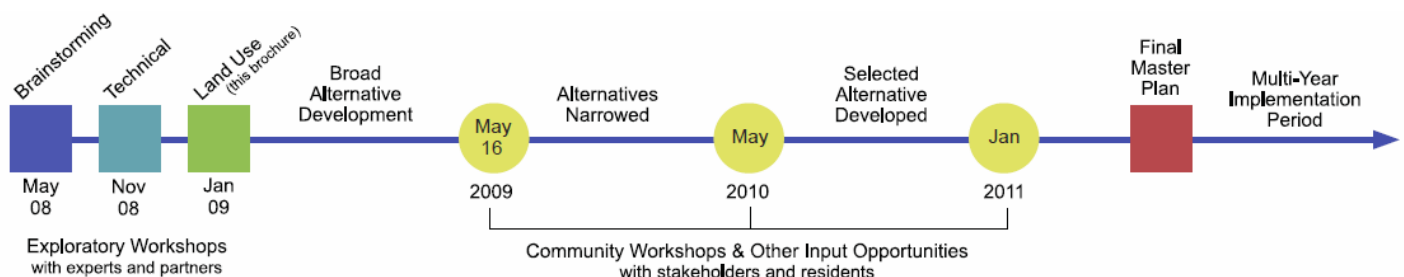 Brainstorming
Technical
Land Use
(this brochure)
Broad
Alternative
Development
Alternatives
Narrowed
Selected
Alternative
Developed
Final
Master
Plan
Multi-Year
Implementation
Period
May
16
May
Jan
May
08
Nov
08
Jan
09
2009
2010
2011
Exploratory Workshops
with experts and partners
Community Workshops & Other Input Opportunities
with stakeholders and residents